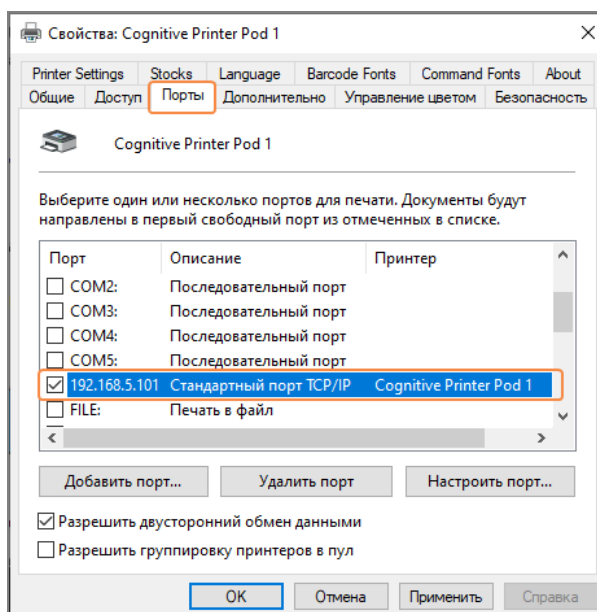 Свойства: Cognitive Printer Pod 1
Printer Settings Stocks Language Barcode Fonts Command Fonts About
Общие Доступ Порты Дополнительно Управление цветом Безопасность
Cognitive Printer Pod 1
Выберите один или несколько портов для печати. Документы будут
направлены в первый свободный порт из отмеченных в списке.
Порт Описание Принтер
COM2: Последовательный порт
COM3: Последовательный порт
COM4: Последовательный порт
COM5: Последовательный порт
192.168.5.101 Стандартный порт TCP/IP Cognitive Printer Pod 1
FILE: Печать в файл
Добавить порт... Удалить порт Настроить порт...
Разрешить двусторонний обмен данными
Разрешить группировку принтеров в пул
OK Отмена Применить Справка